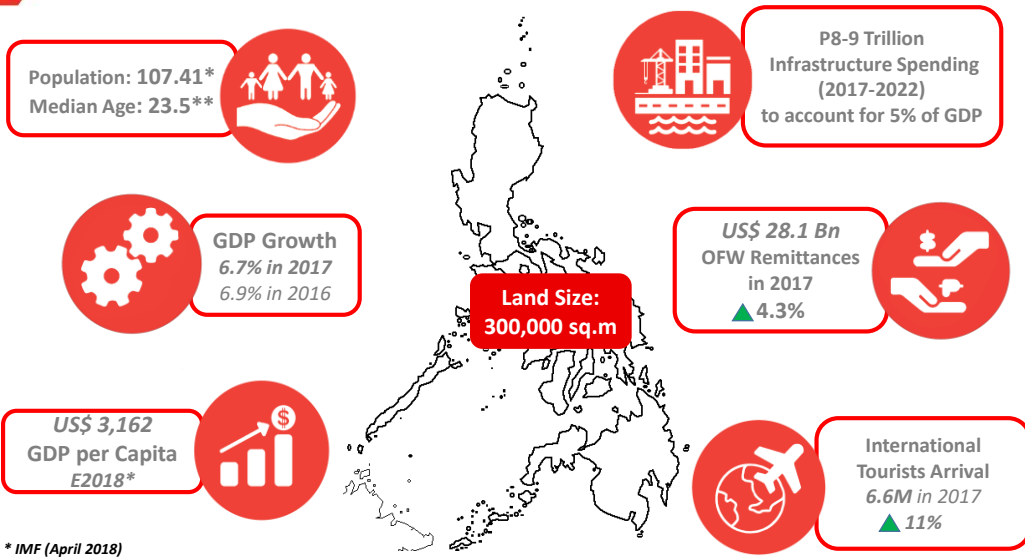 Population: 107.41*
Median Age: 23.5**
P8-9 Trillion
Infrastructure Spending
(2017-2022)
to account for 5% of GDP
GDP Growth
6.7% in 2017
6.9% in 2016
Land Size:
300,000 sq.m
US$ 28.1 Bn
OFW Remittances
in 2017
4.3%
$
US$ 3,162
GDP per Capita
E2018*
$
International
Tourists Arrival
6.6M in 2017
11%
* IMF (April 2018)